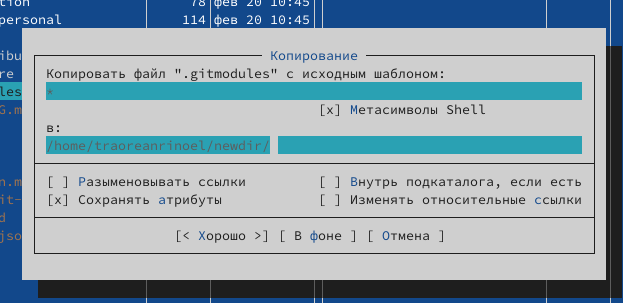 tion 78 фев 20 10:45
personal 114 фев 20 10:45
Копирование
Копировать файл ".gitmodules" с исходным шаблоном:
*
[x] Метасимволы Shell
в:
/home/traoreanrinoel/newdir/
[ ] Разыменовывать ссылки [ ] Внутрь подкаталога, если есть
[x] Сохранять атрибуты [ ] Изменять относительные ссылки
[< Хорошо >] [ В фоне ] [ Отмена ]